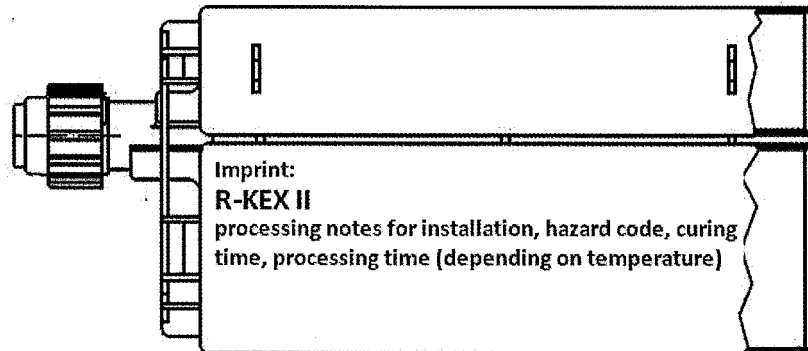 Imprint:
R-KEX II
processing notes for installation, hazard code, curing
time, processing time (depending on temperature)